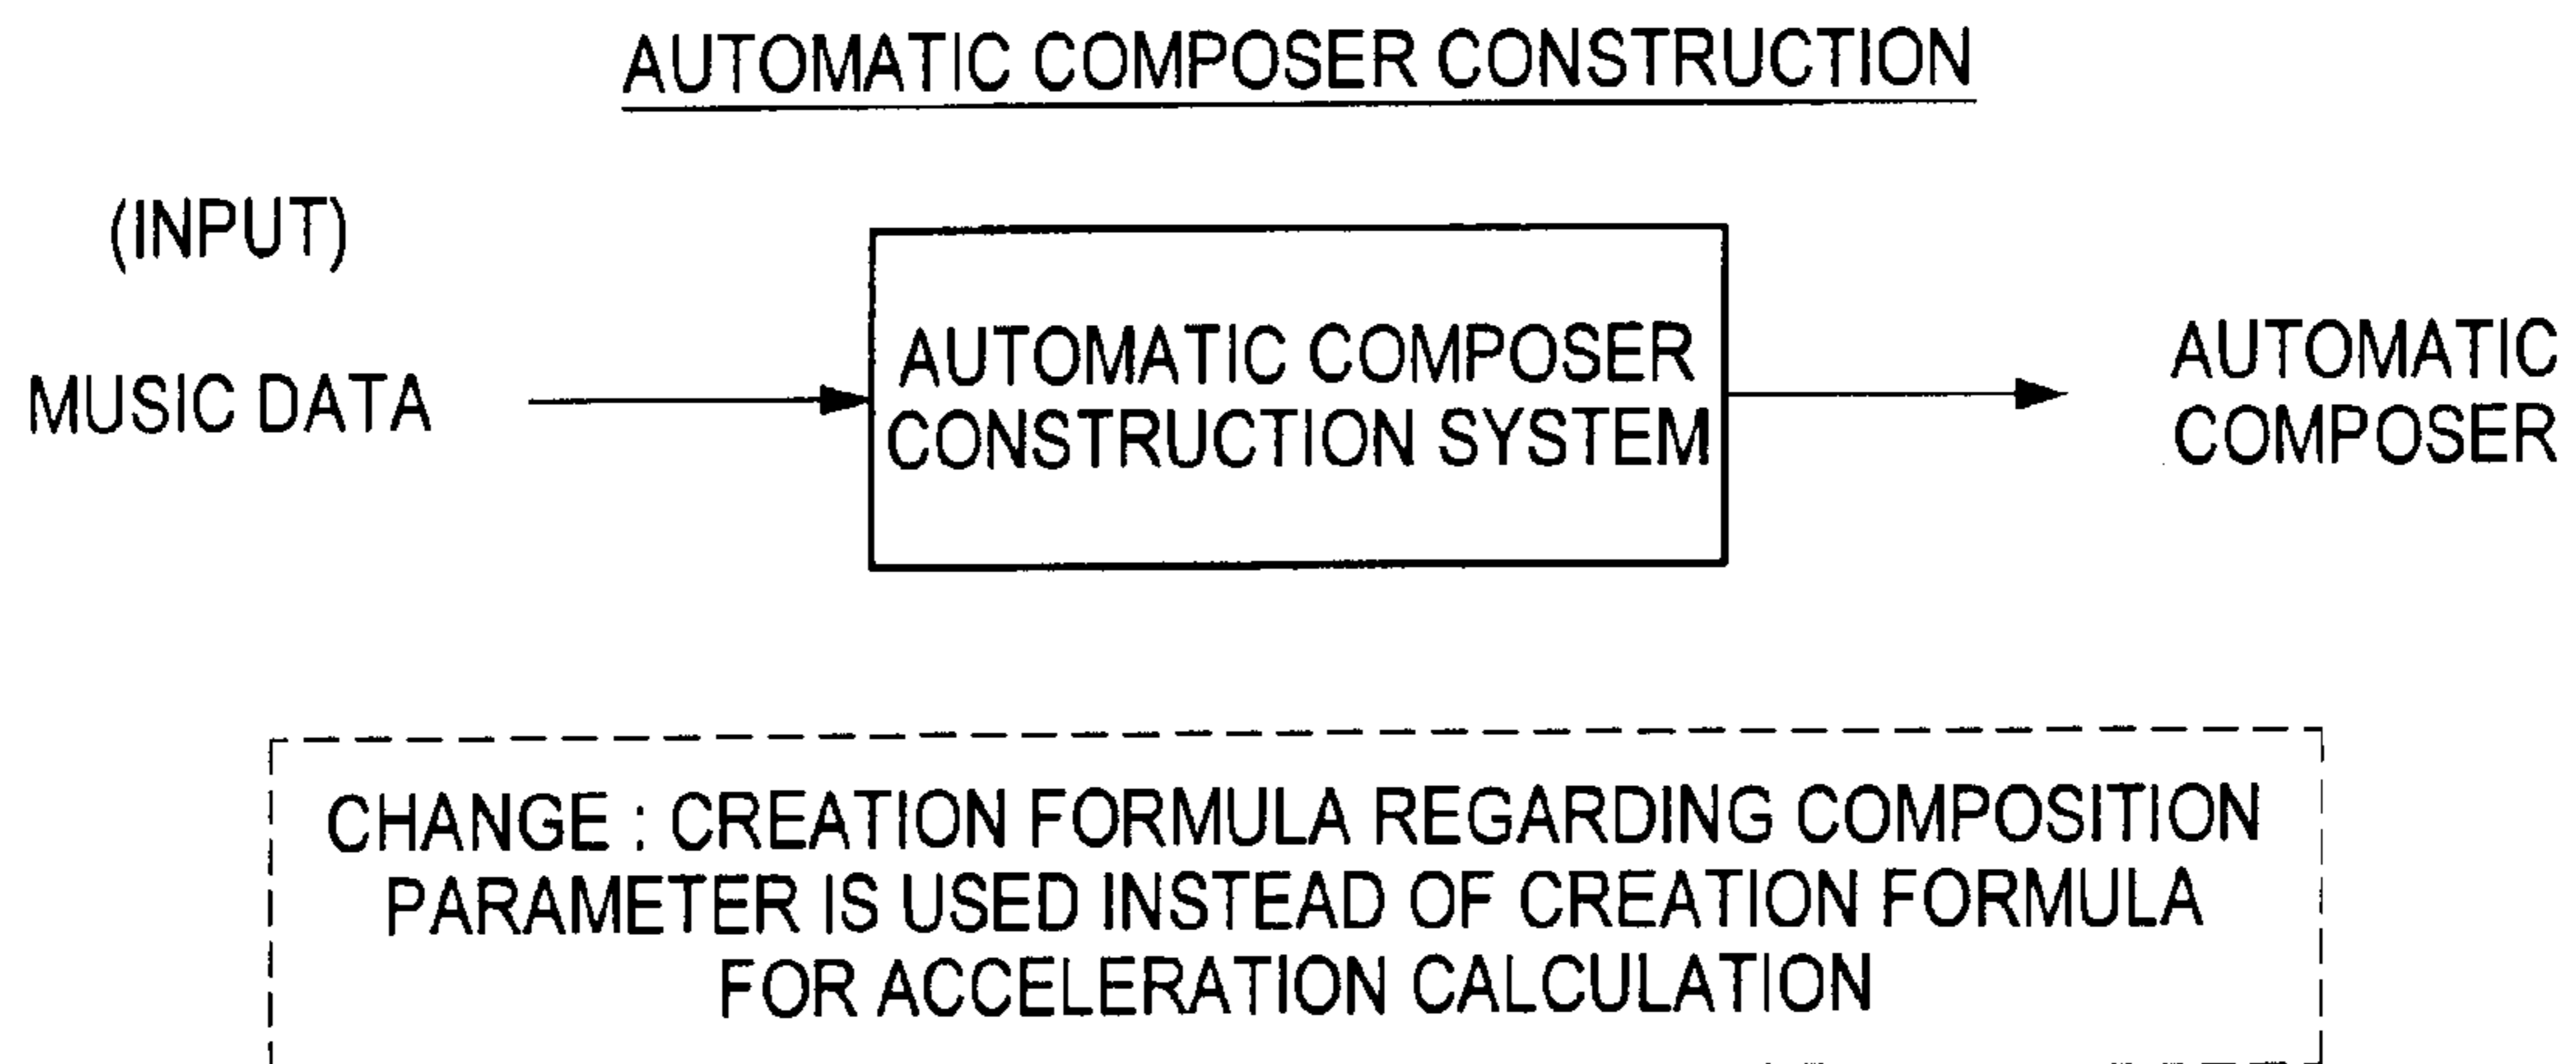 AUTOMATIC COMPOSER CONSTRUCTION
(INPUT)
MUSIC DATA
AUTOMATIC COMPOSER
CONSTRUCTION SYSTEM
AUTOMATIC
COMPOSER
CHANGE : CREATION FORMULA REGARDING COMPOSITION
PARAMETER IS USED INSTEAD OF CREATION FORMULA
FOR ACCELERATION CALCULATION